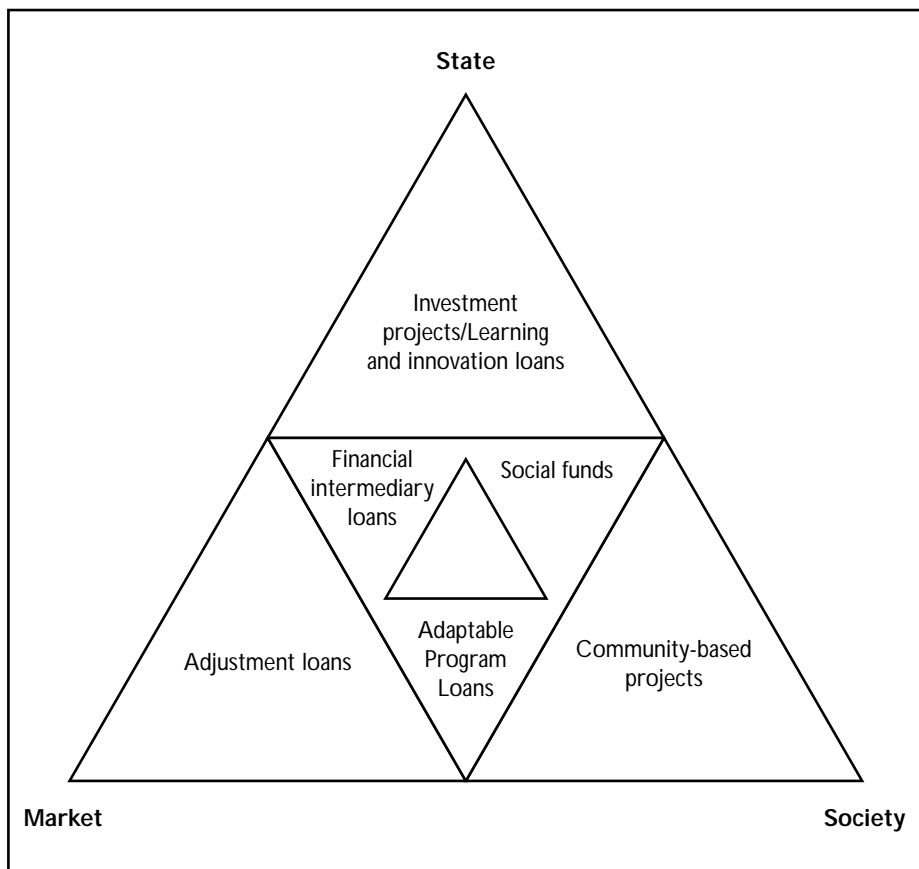 State
Investment
projects/Learning
and innovation loans
Financial
intermediary
loans
Social funds
Adjustment loans
Adaptable
Program
Loans
Community-based
projects
Market
Society